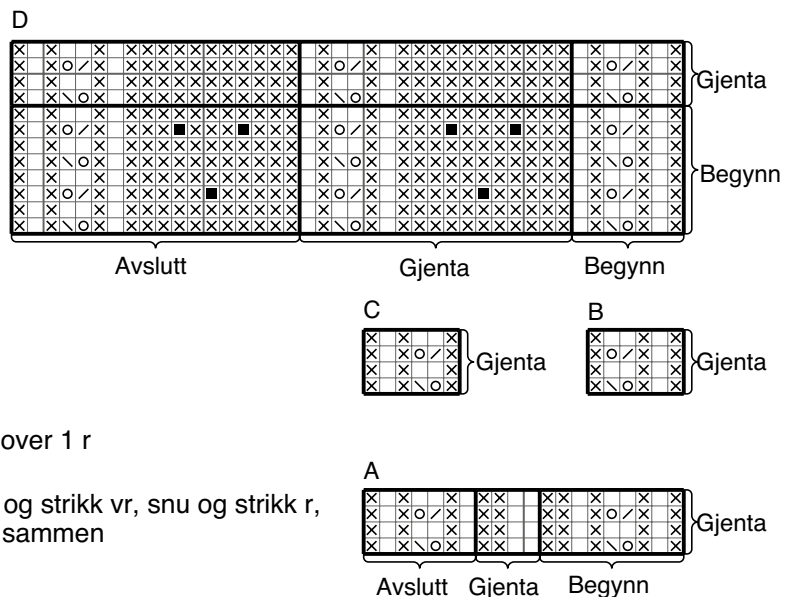 D
Gjenta
Begynn
Avslutt Gjenta Begynn
C B
Gjenta Gjenta
over 1 r
A
og strikk vr, snu og strikk r,
Gjenta
sammen
Avslutt Gjenta Begynn